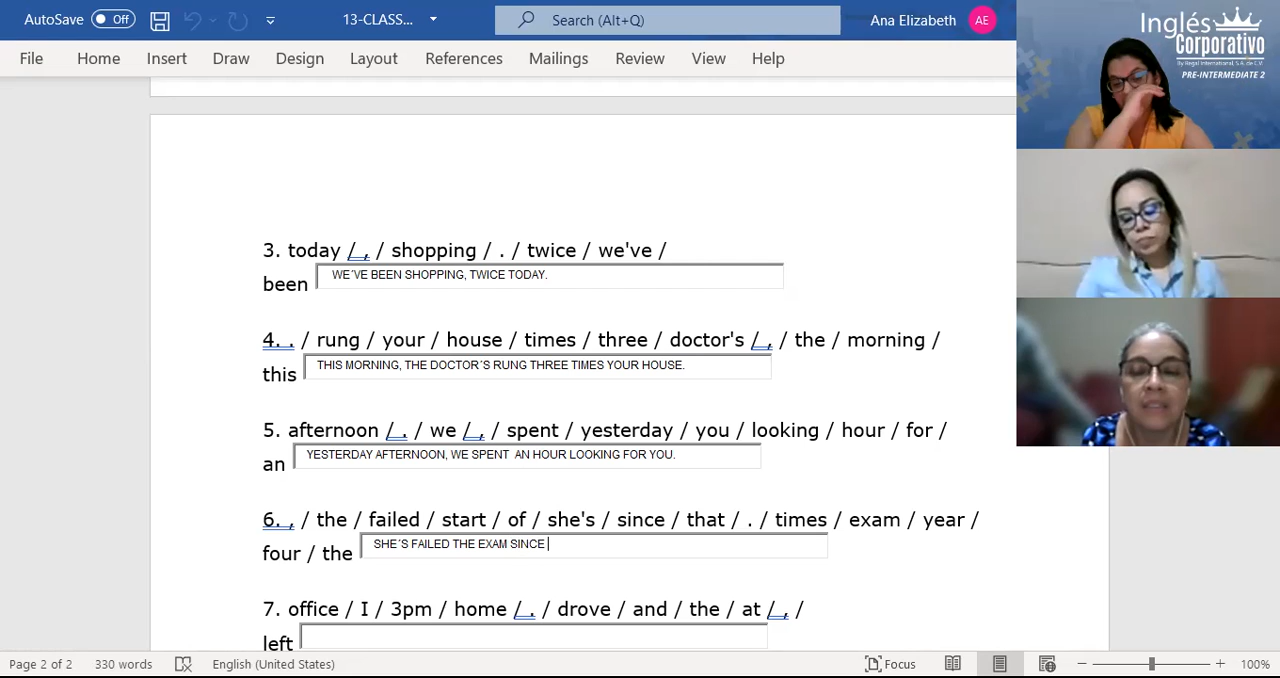 AutoSave Off 13-CLASS... Search (Alt+Q) Ana Elizabeth AE
File Home Insert Draw Design Layout References Mailings Review View Help
Inglés
Corporativo
By Regal International, S.A. de C.V.
PRE-INTERMEDIATE 2
3. today / , / shopping / . / twice / we've /
been WE´VE BEEN SHOPPING, TWICE TODAY.
4. . / rung / your / house / times / three / doctor's / , / the / morning /
this THIS MORNING, THE DOCTOR´S RUNG THREE TIMES YOUR HOUSE.
5. afternoon / . / we / , / spent / yesterday / you / looking / hour / for /
an YESTERDAY AFTERNOON, WE SPENT AN HOUR LOOKING FOR YOU.
6. , / the / failed / start / of / she's / since / that / . / times / exam / year /
four / the SHE´S FAILED THE EXAM SINCE
7. office / I / 3pm / home / . / drove / and / the / at / , /
left
Page 2 of 2 330 words English (United States) Focus 100%